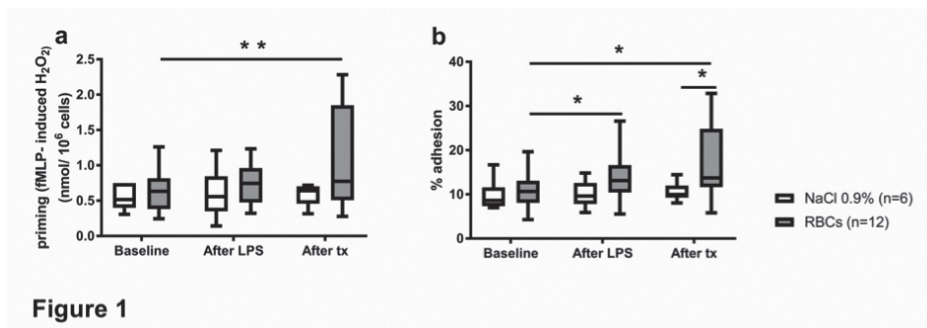 a
* *
priming (fMLP- induced H₂O₂)
(nmol/ 10⁶ cells)
2.5
2.0
1.5
1.0
0.5
0.0
Baseline
After LPS
After tx
b
*
*
*
% adhesion
40
30
20
10
0
Baseline
After LPS
After tx
NaCl 0.9% (n=6)
RBCs (n=12)
Figure 1